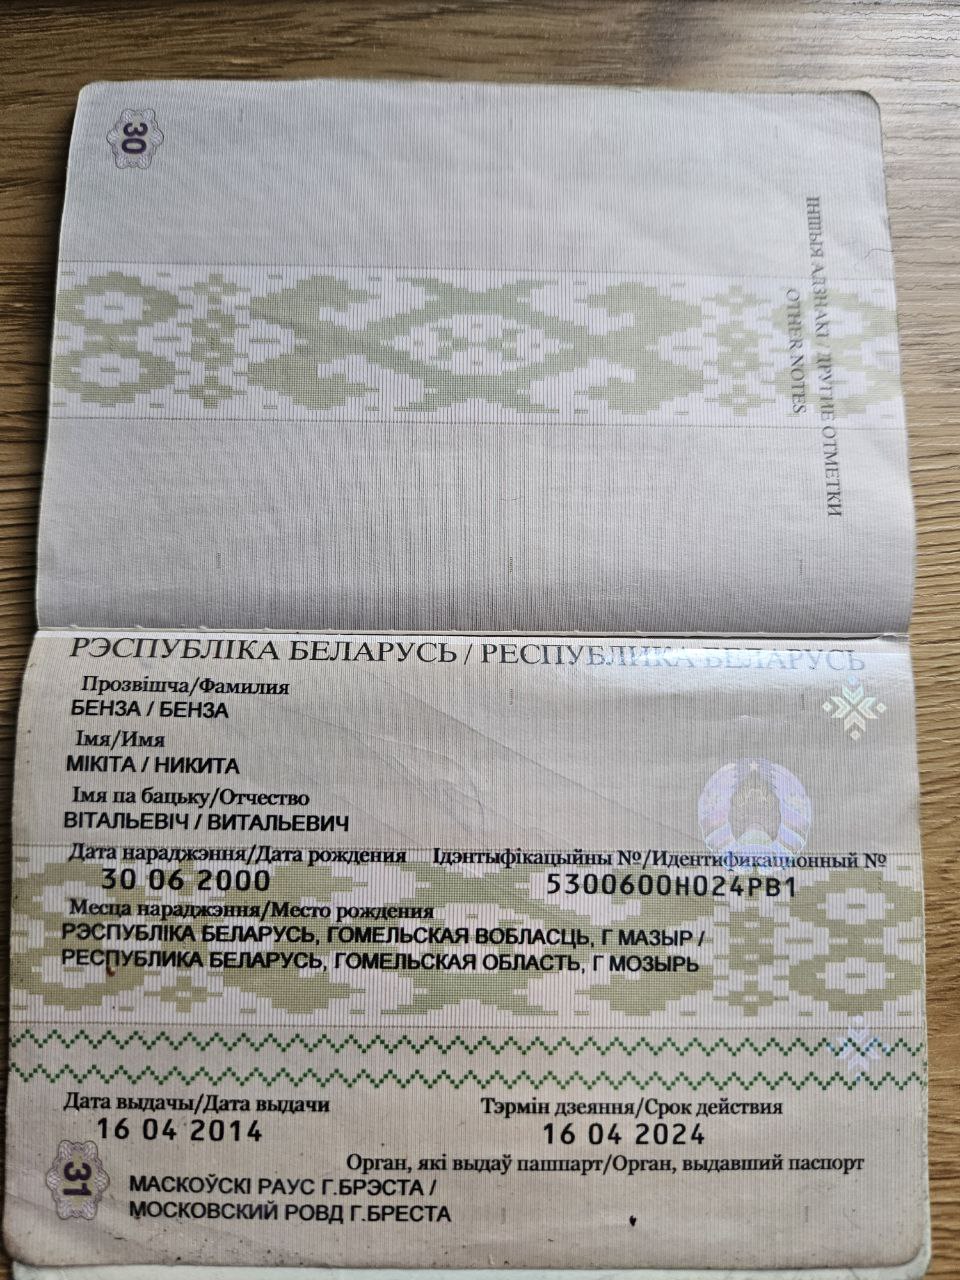 30
ІНШЫЯ АДЗНАКІ / ДРУГИЕ ОТМЕТКИ
OTHER NOTES
РЭСПУБЛІКА БЕЛАРУСЬ / РЕСПУБЛИКА БЕЛАРУСЬ
Прозвішча/Фамилия
БЕНЗА / БЕНЗА
Імя/Имя
МІКІТА / НИКИТА
Імя па бацьку/Отчество
ВІТАЛЬЕВІЧ / ВИТАЛЬЕВИЧ
Дата нараджэння/Дата рождения Ідэнтыфікацыйны №/Идентификационный №
30 06 2000 5300600H024PB1
Месца нараджэння/Место рождения
РЭСПУБЛІКА БЕЛАРУСЬ, ГОМЕЛЬСКАЯ ВОБЛАСЦЬ, Г МАЗЫР /
РЕСПУБЛИКА БЕЛАРУСЬ, ГОМЕЛЬСКАЯ ОБЛАСТЬ, Г МОЗЫРЬ
Дата выдачы/Дата выдачи Тэрмін дзеяння/Срок действия
16 04 2014 16 04 2024
Орган, які выдаў пашпарт/Орган, выдавший паспорт
МАСКОЎСКІ РАУС Г.БРЭСТА /
МОСКОВСКИЙ РОВД Г.БРЕСТА
31